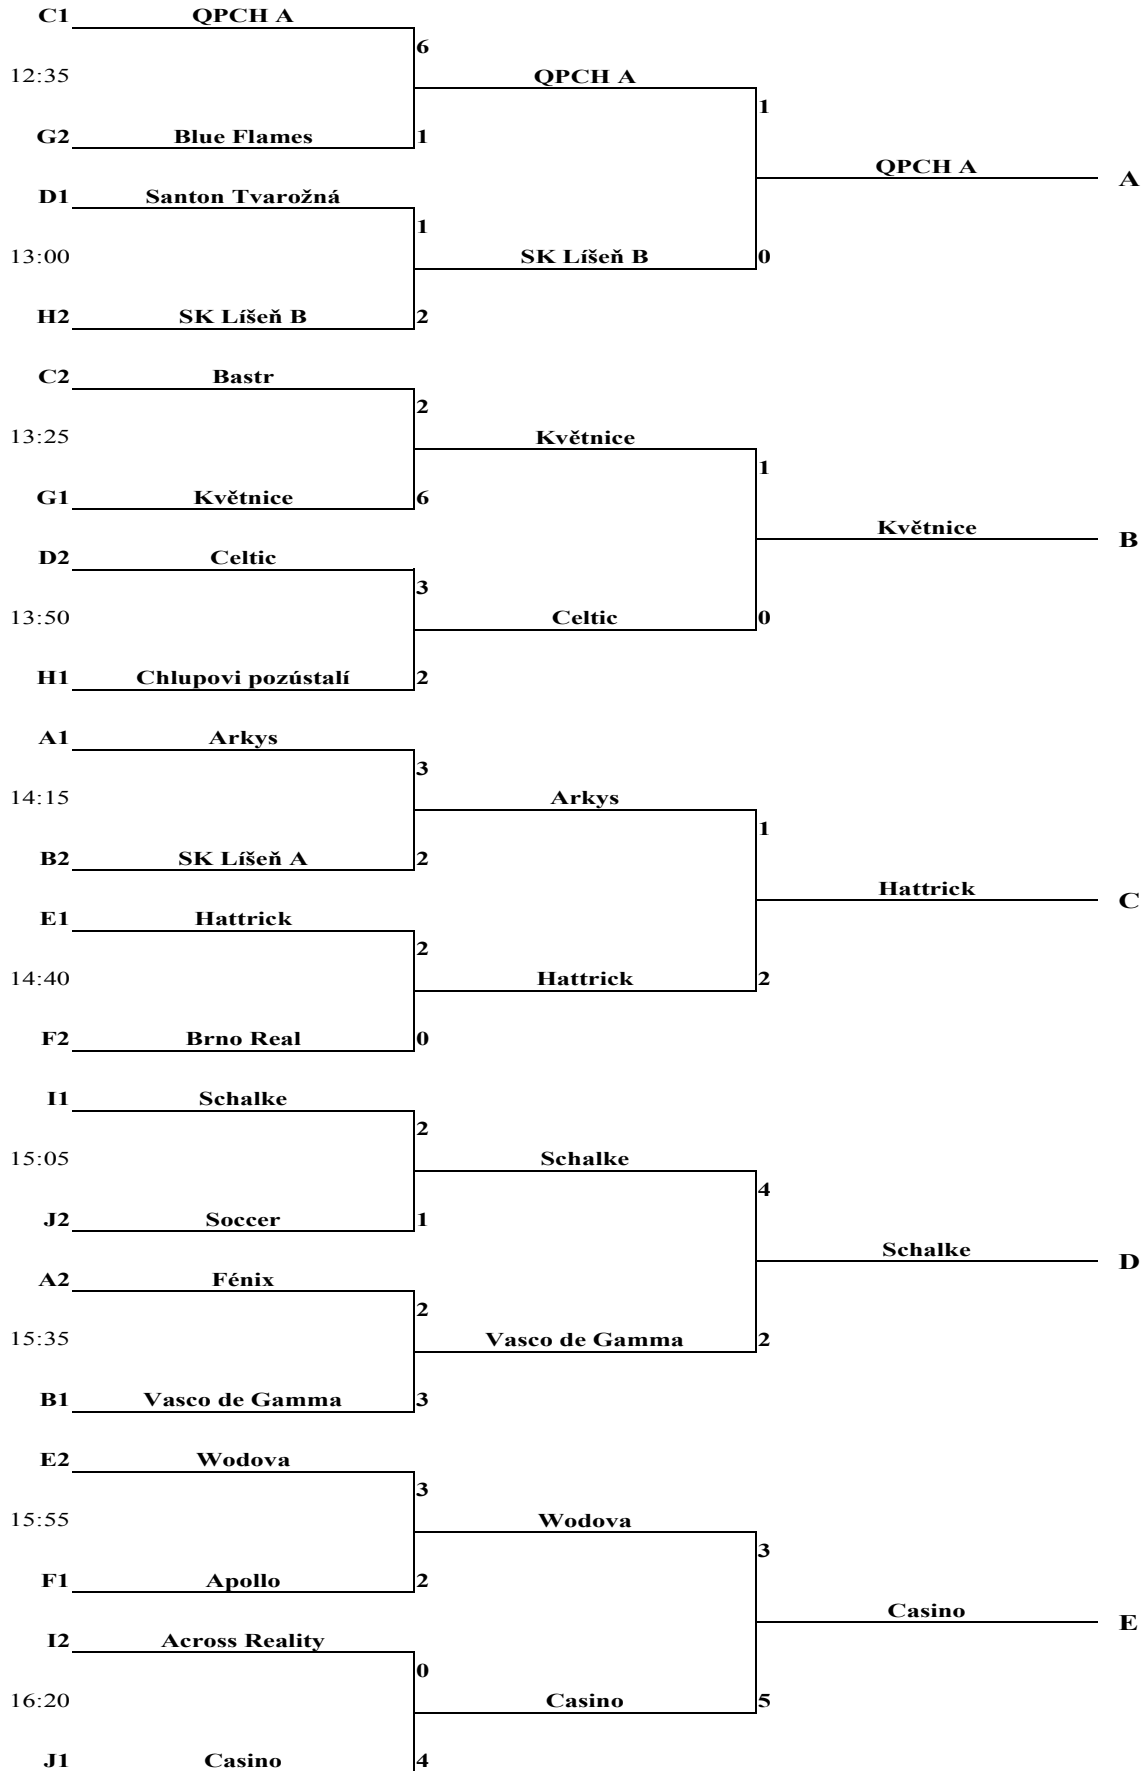 C1 QPCH A
6
12:35 QPCH A
1
G2 Blue Flames 1
QPCH A A
D1 Santon Tvarožná
1
13:00 SK Líšeň B 0
H2 SK Líšeň B 2
C2 Bastr
2
13:25 Květnice
1
G1 Květnice 6
Květnice B
D2 Celtic
3
13:50 Celtic 0
H1 Chlupovi pozústalí 2
A1 Arkys
3
14:15 Arkys
1
B2 SK Líšeň A 2
Hattrick C
E1 Hattrick
2
14:40 Hattrick 2
F2 Brno Real 0
I1 Schalke
2
15:05 Schalke
4
J2 Soccer 1
Schalke D
A2 Fénix
2
15:35 Vasco de Gamma 2
B1 Vasco de Gamma 3
E2 Wodova
3
15:55 Wodova
3
F1 Apollo 2
Casino E
I2 Across Reality
0
16:20 Casino 5
J1 Casino 4